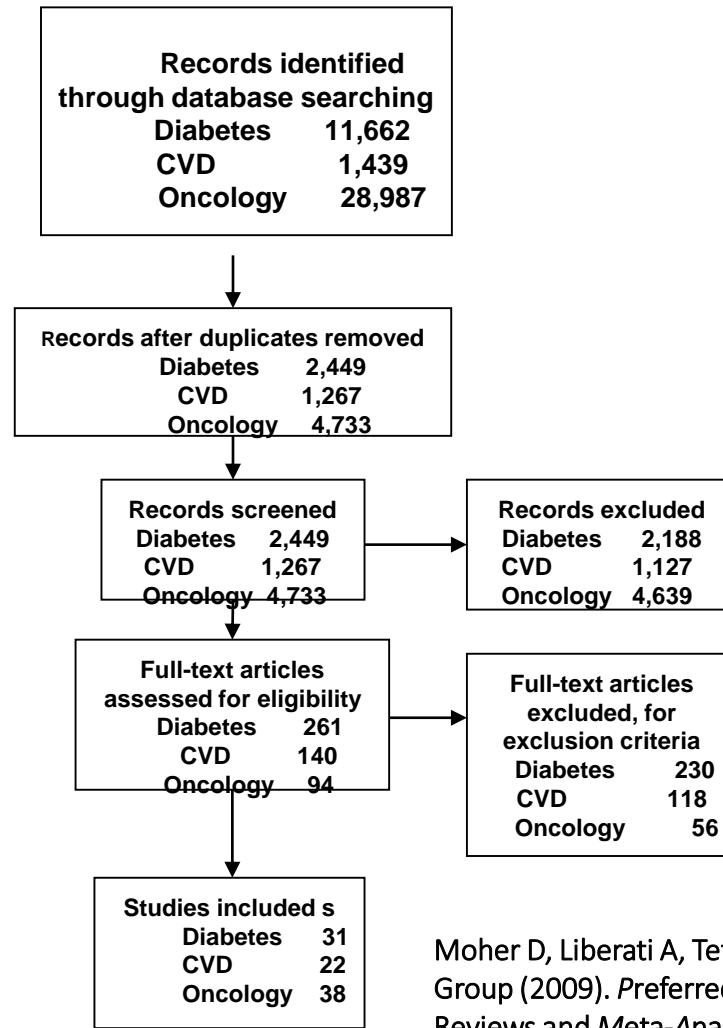 Records identified
through database searching
Diabetes 11,662
CVD 1,439
Oncology 28,987
Records after duplicates removed
Diabetes 2,449
CVD 1,267
Oncology 4,733
Records screened
Diabetes 2,449
CVD 1,267
Oncology 4,733
Records excluded
Diabetes 2,188
CVD 1,127
Oncology 4,639
Full-text articles
assessed for eligibility
Diabetes 261
CVD 140
Oncology 94
Full-text articles
excluded, for
exclusion criteria
Diabetes 230
CVD 118
Oncology 56
Studies included s
Diabetes 31
CVD 22
Oncology 38
Moher D, Liberati A,
Group (2009). Preferred
Reviews and